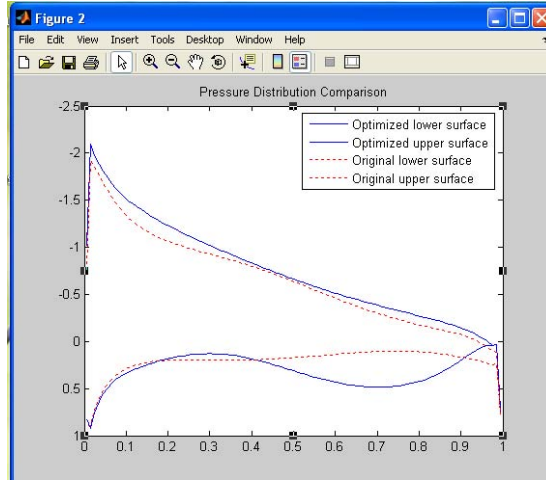 Figure 2
File Edit View Insert Tools Desktop Window Help
Pressure Distribution Comparison
-2.5
-2
-1.5
-1
-0.5
0
0.5
1
Optimized lower surface
Optimized upper surface
Original lower surface
Original upper surface
0 0.1 0.2 0.3 0.4 0.5 0.6 0.7 0.8 0.9 1